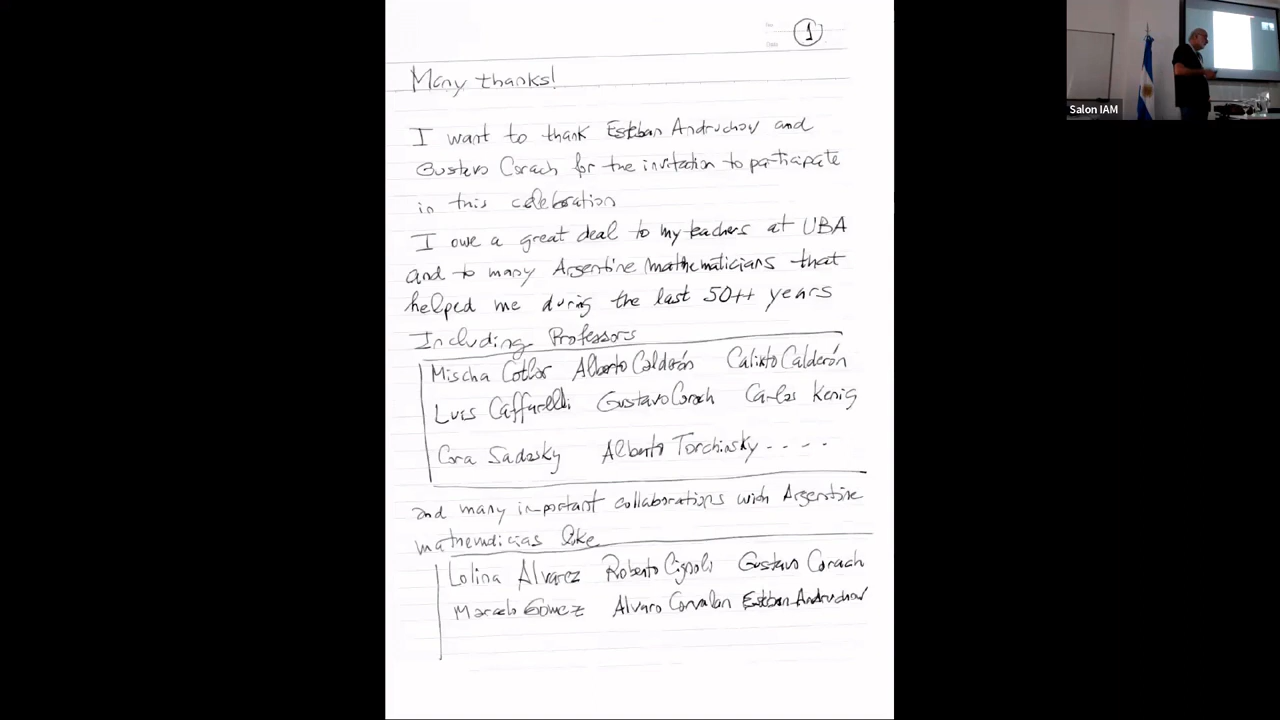 1
Many thanks!
I want to thank Esteban Andruchov and
Gustavo Corach for the invitation to participate
in this celebration
I owe a great deal to my teachers at UBA
and to many Argentine mathematicians that
helped me during the last 50++ years
Including Professors
Mischa Cotlar Alberto Calderón Calixto Calderón
Luis Caffarelli Gustavo Corach Carlos Kenig
Cora Sadosky Alberto Torchinsky - - . .
and many important collaborations with Argentine
mathemdicias like
Lolina Alvarez Roberto Cignoli Gustavo Corach
Marcelo Gomez Alvaro Corvalan Esteban Andruchov
Salon IAM